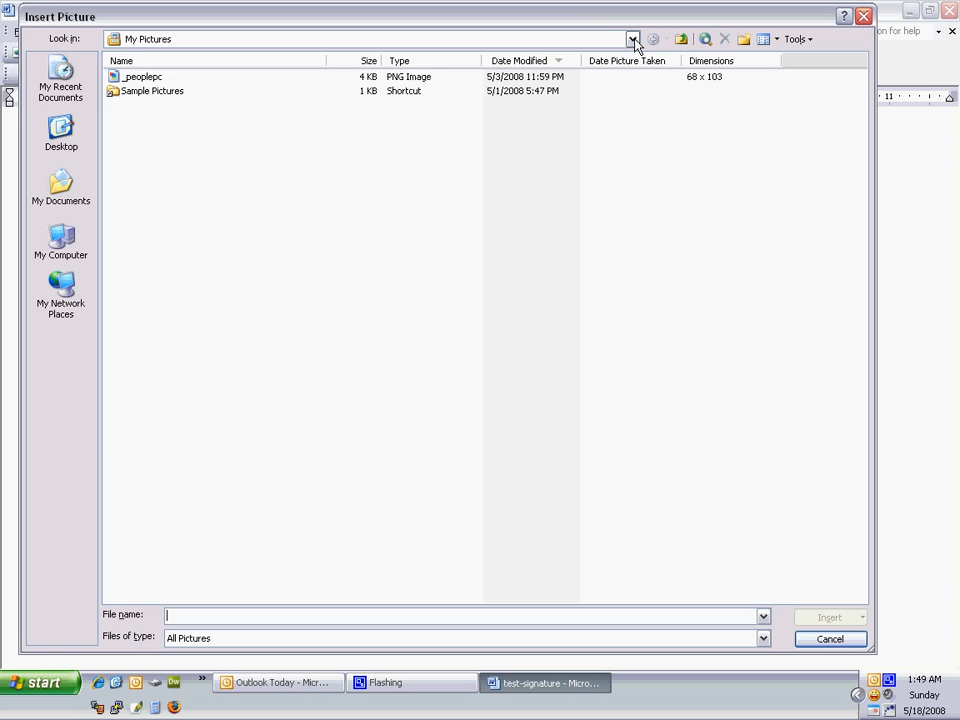 Insert Picture
Look in:
My Pictures
Tools
on for help
Name
Size
Type
Date Modified
Date Picture Taken
Dimensions
_peoplepc
4 KB
PNG Image
5/3/2008 11:59 PM
68 x 103
Sample Pictures
1 KB
Shortcut
5/1/2008 5:47 PM
11
My Recent
Documents
Desktop
My Documents
My Computer
My Network
Places
File name:
Insert
Files of type:
All Pictures
Cancel
start
Dw
»
Outlook Today - Mic...
Flashing
test-signature - Micro...
1:49 AM
Sunday
5/18/2008